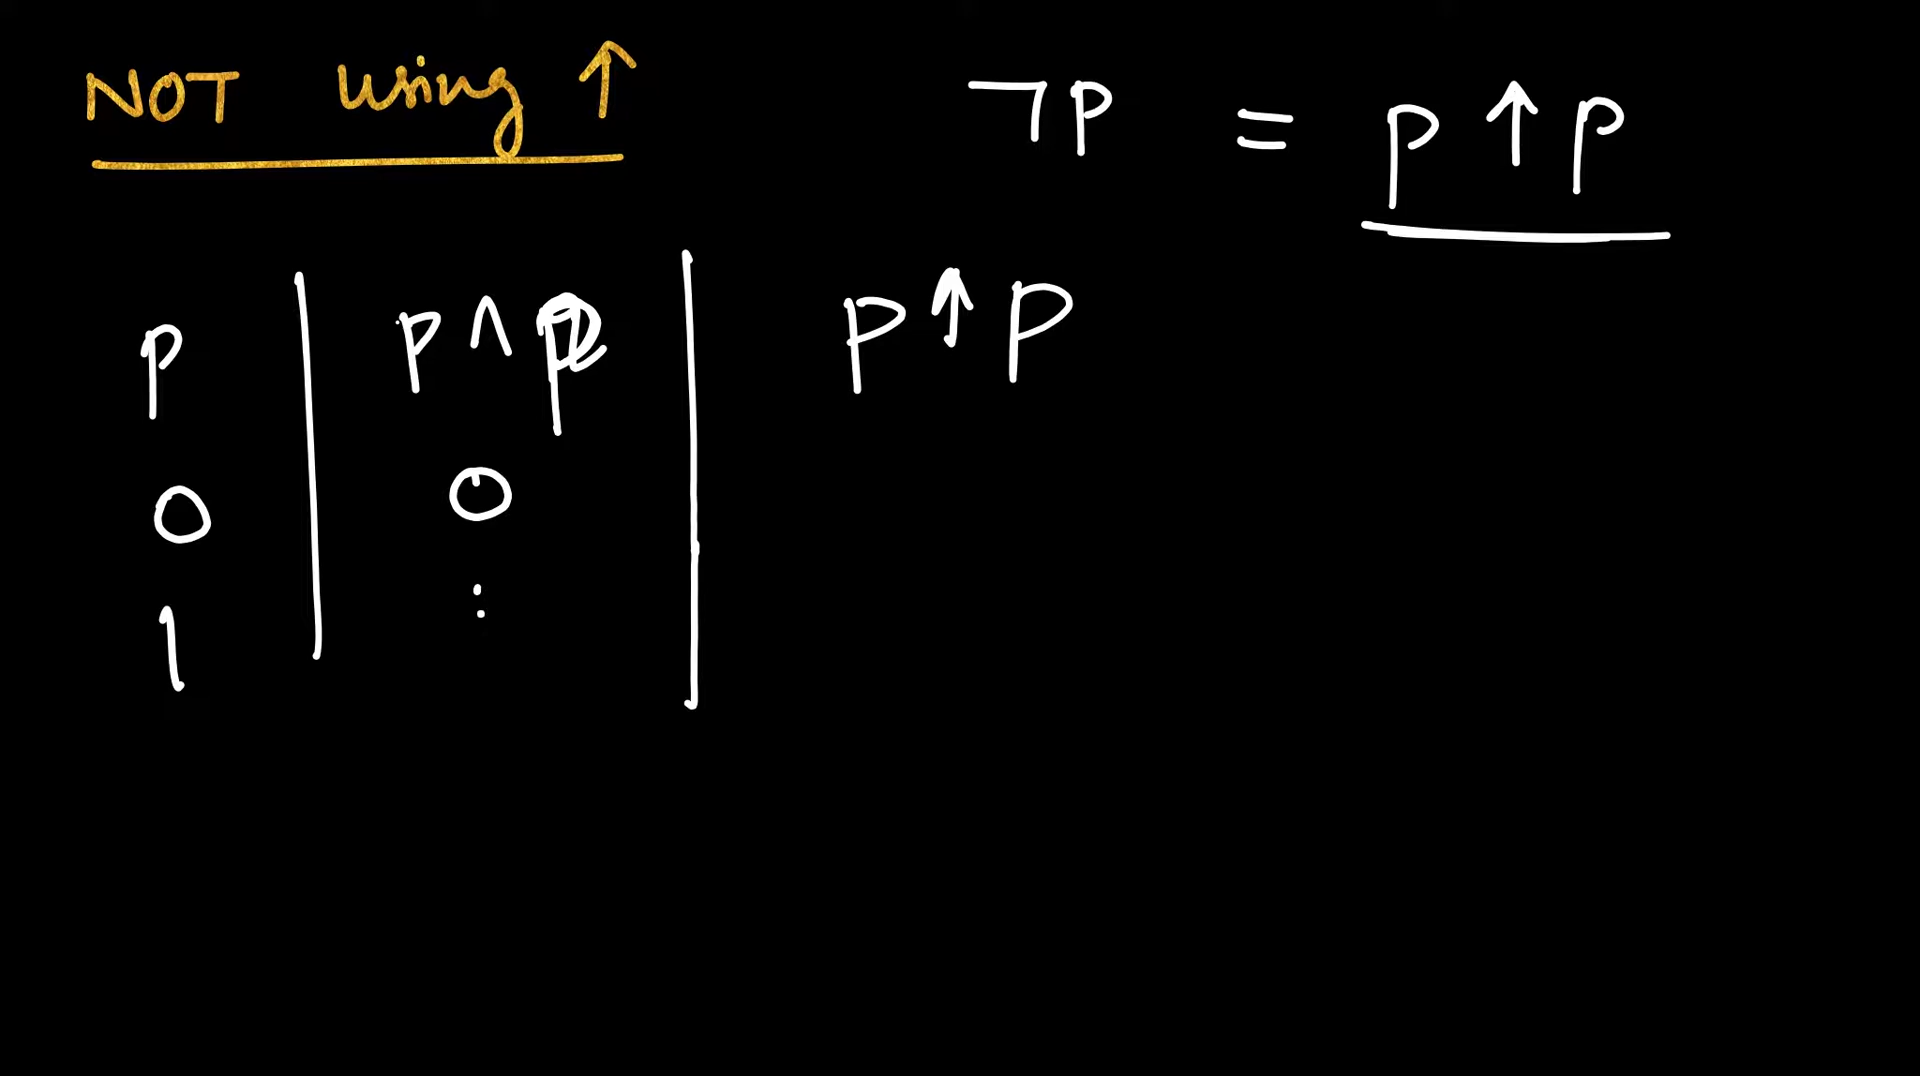 NOT using ↑
¬p = p ↑ p
p | p ∧ p | p ↑ p
0 | 0 |
1 | : |